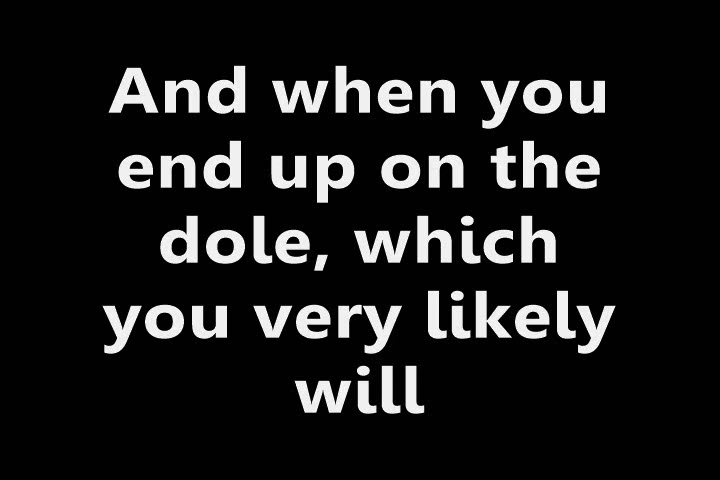 And when you
end up on the
dole, which
you very likely
will